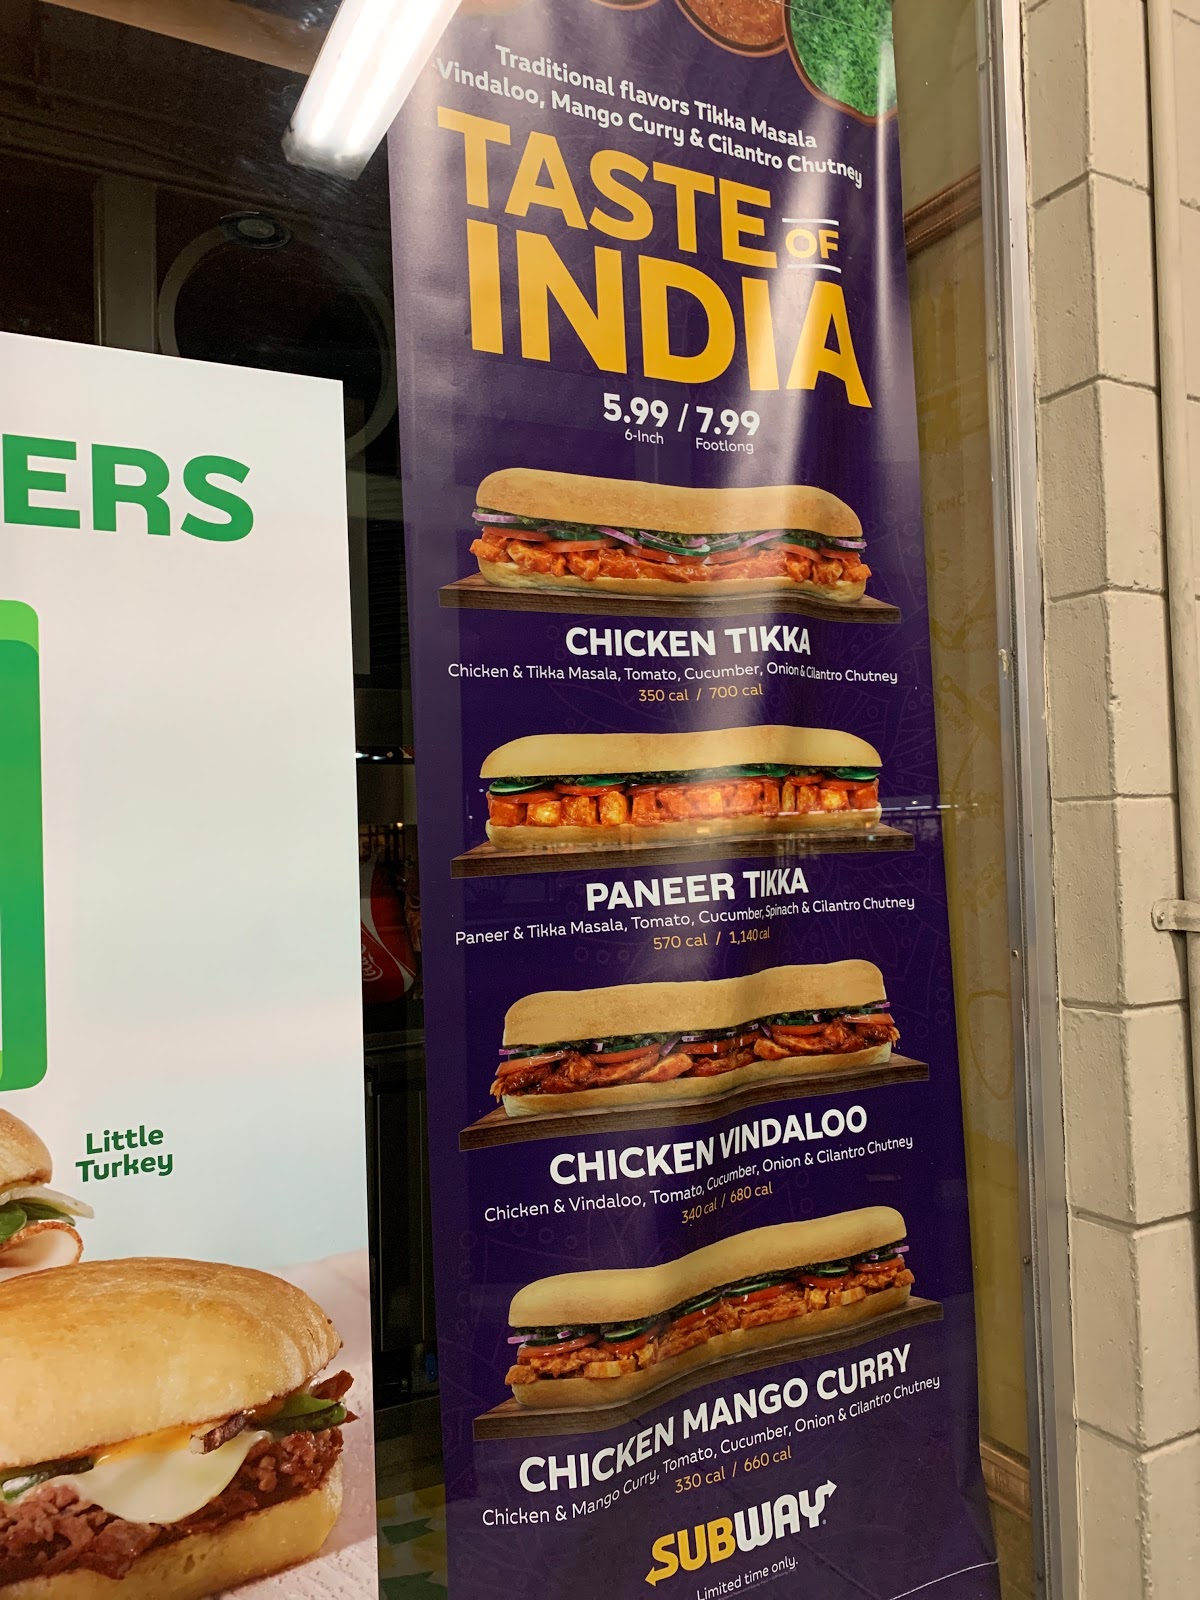 Traditional flavors Tikka Masala
Vindaloo, Mango Curry & Cilantro Chutney
TASTE OF
INDIA
5.99 / 7.99
6-Inch Footlong
CHICKEN TIKKA
Chicken & Tikka Masala, Tomato, Cucumber, Onion & Cilantro Chutney
350 cal / 700 cal
PANEER TIKKA
Paneer & Tikka Masala, Tomato, Cucumber, Spinach & Cilantro Chutney
570 cal / 1,140 cal
CHICKEN VINDALOO
Chicken & Vindaloo, Tomato, Cucumber, Onion & Cilantro Chutney
340 cal / 680 cal
CHICKEN MANGO CURRY
Chicken & Mango Curry, Tomato, Cucumber, Onion & Cilantro Chutney
330 cal / 660 cal
SUBWAY
Limited time only.
ERS
Little
Turkey